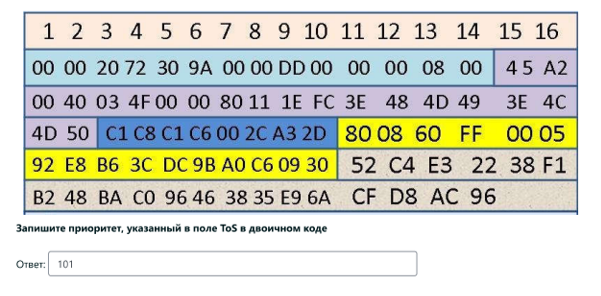 1 2 3 4 5 6 7 8 9 10 11 12 13 14 15 16
00 00 20 72 30 9A 00 00 DD 00 00 00 08 00 45 A2
00 40 03 4F 00 00 80 11 1E FC 3E 48 4D 49 3E 4C
4D 50 C1 C8 C1 C6 00 2C A3 2D 80 08 60 FF 00 05
92 E8 B6 3C DC 9B A0 C6 09 30 52 C4 E3 22 38 F1
B2 48 BA C0 96 46 38 35 E9 6A CF D8 AC 96
Запишите приоритет, указанный в поле ToS в двоичном коде
Ответ: 101